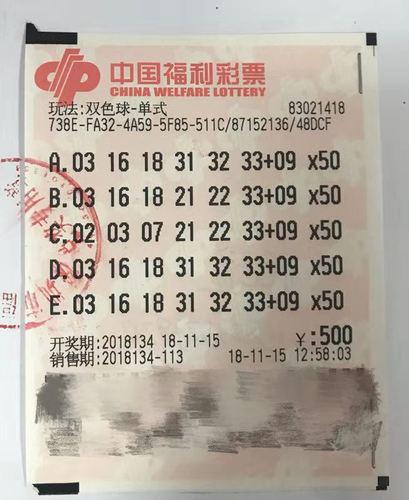 中国福利彩票
CHINA WELFARE LOTTERY
玩法:双色球-单式 83021418
738E-FA32-4A59-5F85-511C/87152136/48DCF
A.03 16 18 31 32 33+09 x50
B.03 16 18 21 22 33+09 x50
C.02 03 07 21 22 33+09 x50
D.03 16 18 31 32 33+09 x50
E.03 16 18 31 32 33+09 x50
开奖期:2018134 18-11-15 ¥:500
销售期:2018134-113 18-11-15 12:58:03